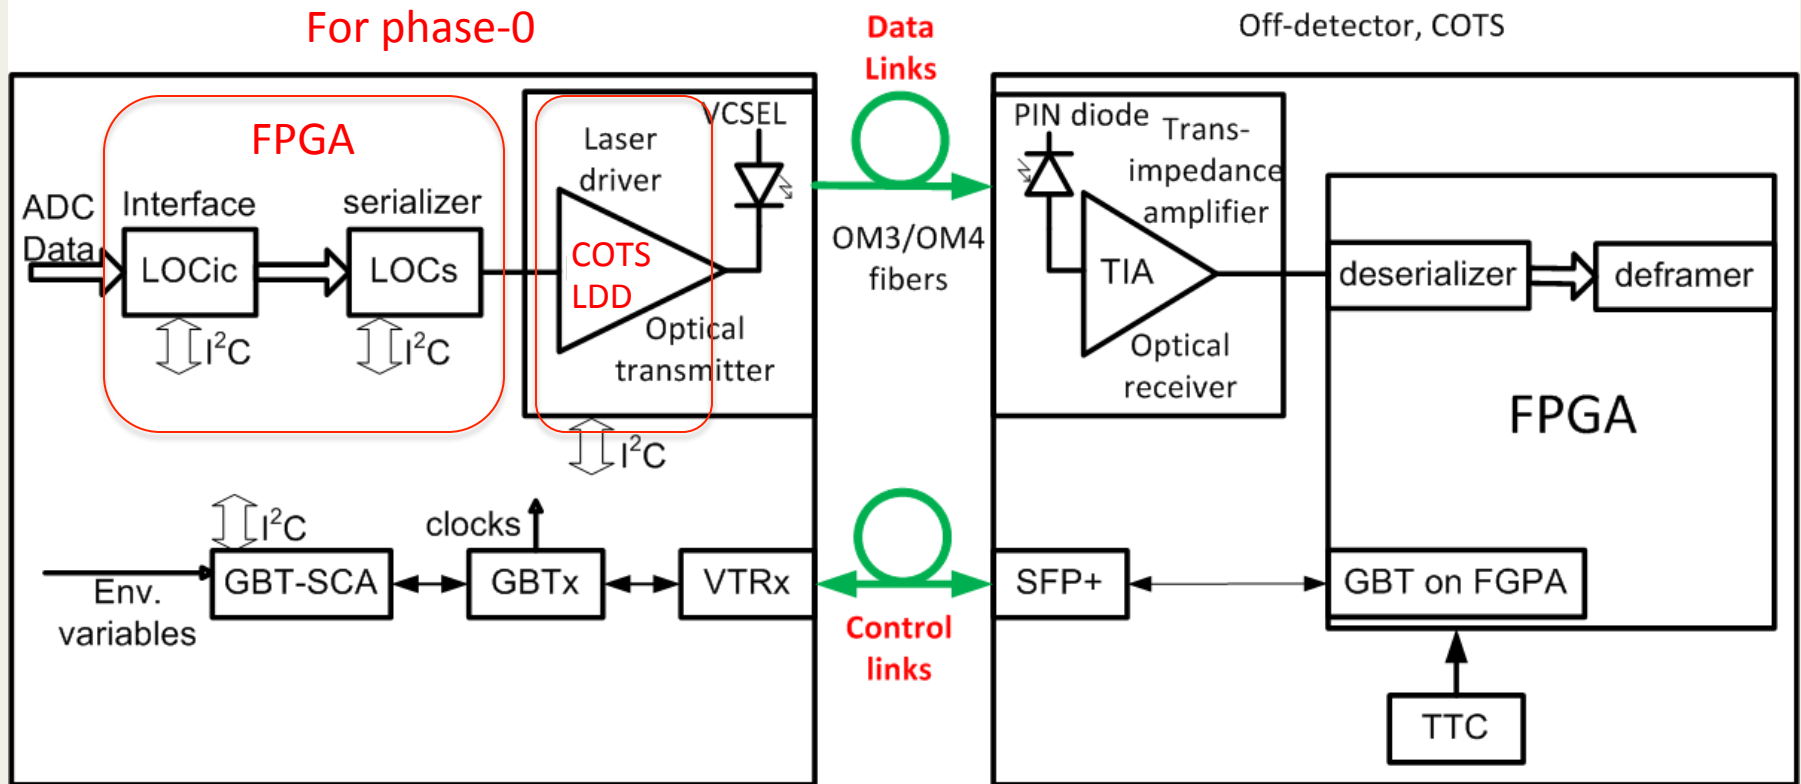 For phase-0
Data
Links
Off-detector, COTS
FPGA
VCSEL
Laser
driver
PIN diode
Trans-
impedance
amplifier
ADC
Data
Interface
serializer
LOCic
LOCs
COTS
LDD
OM3/OM4
fibers
TIA
deserializer
deframer
I²C
I²C
Optical
transmitter
Optical
receiver
FPGA
I²C
I²C
clocks
Env.
variables
GBT-SCA
GBTx
VTRx
SFP+
GBT on FGPA
Control
links
TTC